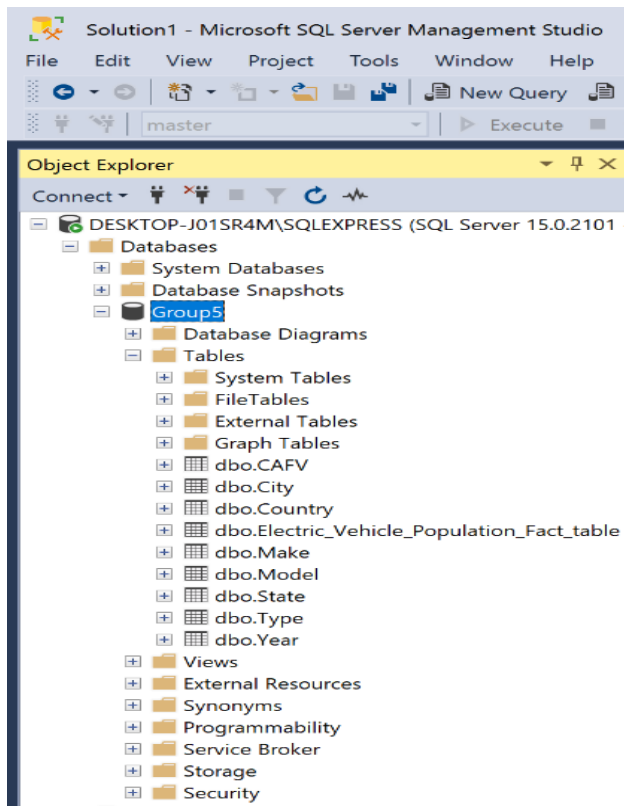 Solution1 - Microsoft SQL Server Management Studio
File Edit View Project Tools Window Help
New Query
master Execute
Object Explorer
Connect
DESKTOP-J01SR4M\SQLEXPRESS (SQL Server 15.0.2101
Databases
System Databases
Database Snapshots
Group5
Database Diagrams
Tables
System Tables
FileTables
External Tables
Graph Tables
dbo.CAFV
dbo.City
dbo.Country
dbo.Electric_Vehicle_Population_Fact_table
dbo.Make
dbo.Model
dbo.State
dbo.Type
dbo.Year
Views
External Resources
Synonyms
Programmability
Service Broker
Storage
Security